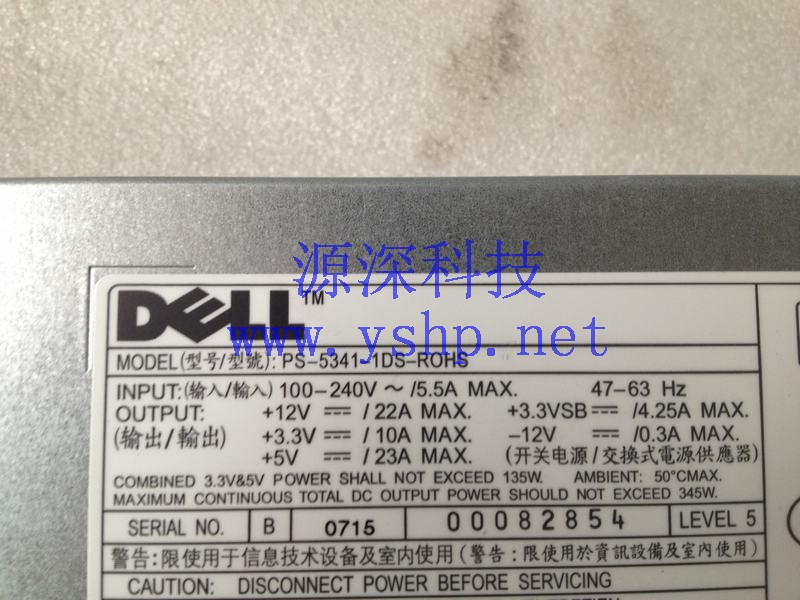 源深科技
DELL™
www.yshp.net
MODEL(型号/型號): PS-5341-1DS-ROHS
INPUT:(输入/輸入) 100-240V ~ /5.5A MAX. 47-63 Hz
OUTPUT: +12V ⎓ /22A MAX. +3.3VSB ⎓ /4.25A MAX.
(输出/輸出) +3.3V ⎓ /10A MAX. -12V ⎓ /0.3A MAX.
+5V ⎓ /23A MAX. (开关电源/交換式電源供應器)
COMBINED 3.3V&5V POWER SHALL NOT EXCEED 135W. AMBIENT: 50°CMAX.
MAXIMUM CONTINUOUS TOTAL DC OUTPUT POWER SHOULD NOT EXCEED 345W.
SERIAL NO. B 0715 00082854 LEVEL 5
警告:限使用于信息技术设备及室内使用(警告:限使用於資訊設備及室內使用)
CAUTION: DISCONNECT POWER BEFORE SERVICING